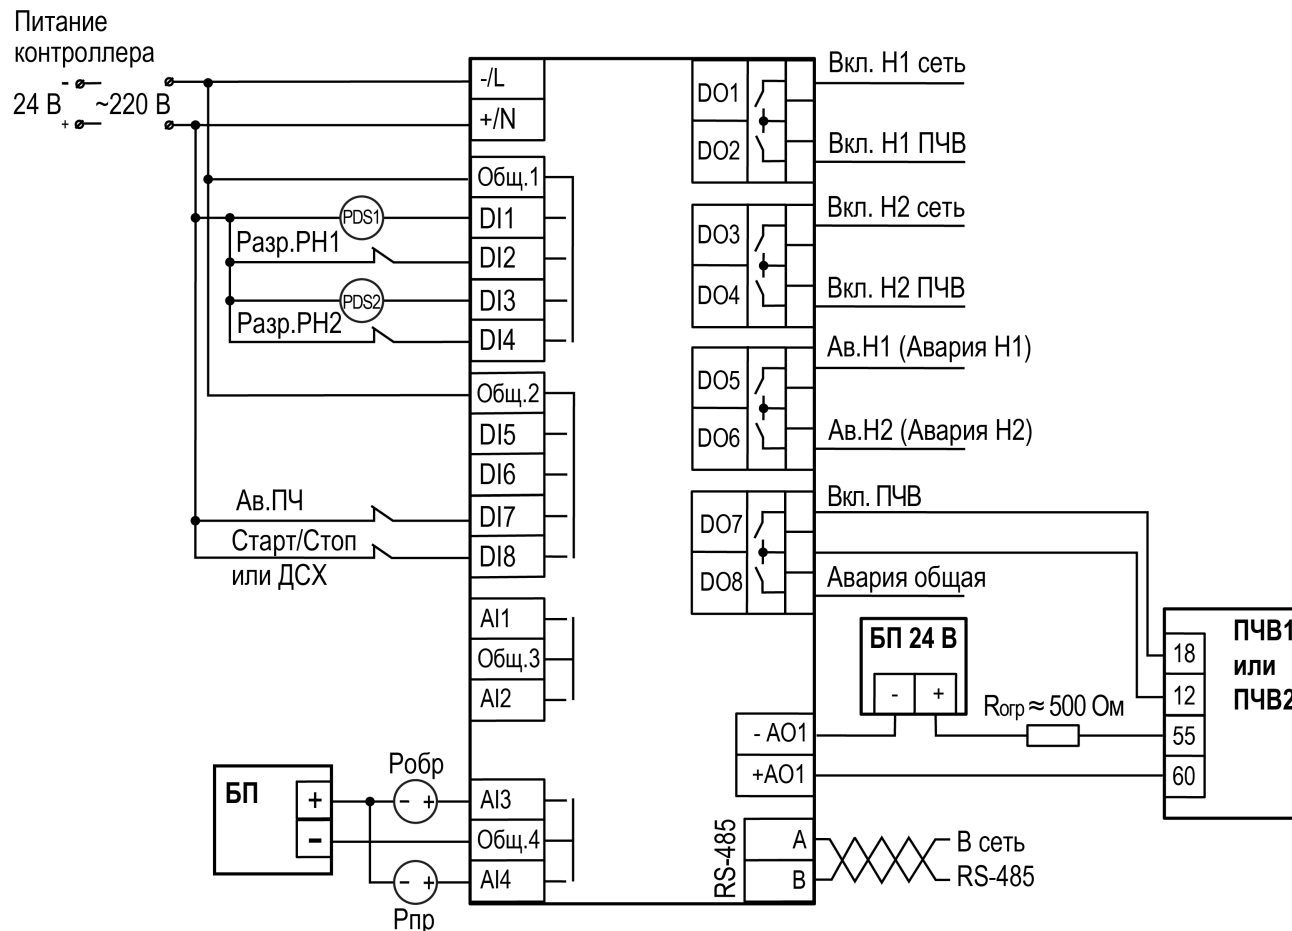 Питание
контроллера
-
24 В
~220 В
+
-/L
+/N
Общ.1
PDS1
DI1
Разр.РН1
DI2
PDS2
DI3
Разр.РН2
DI4
Общ.2
DI5
DI6
Ав.ПЧ
DI7
Старт/Стоп
или ДСХ
DI8
AI1
Общ.3
AI2
Робр
БП
+
- +
AI3
-
Общ.4
- +
AI4
Рпр
DO1
Вкл. Н1 сеть
DO2
Вкл. Н1 ПЧВ
DO3
Вкл. Н2 сеть
DO4
Вкл. Н2 ПЧВ
DO5
Ав.Н1 (Авария Н1)
DO6
Ав.Н2 (Авария Н2)
DO7
Вкл. ПЧВ
DO8
Авария общая
БП 24 В
- +
Rогр ≈ 500 Ом
- AO1
+AO1
ПЧВ1
или
ПЧВ2
18
12
55
60
RS-485
A
B
В сеть
RS-485